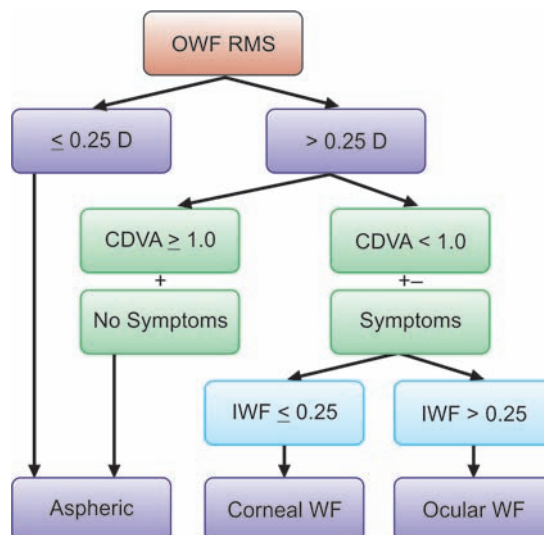 OWF RMS
≤ 0.25 D
> 0.25 D
CDVA ≥ 1.0
CDVA < 1.0
+
+–
No Symptoms
Symptoms
IWF ≤ 0.25
IWF > 0.25
Aspheric
Corneal WF
Ocular WF